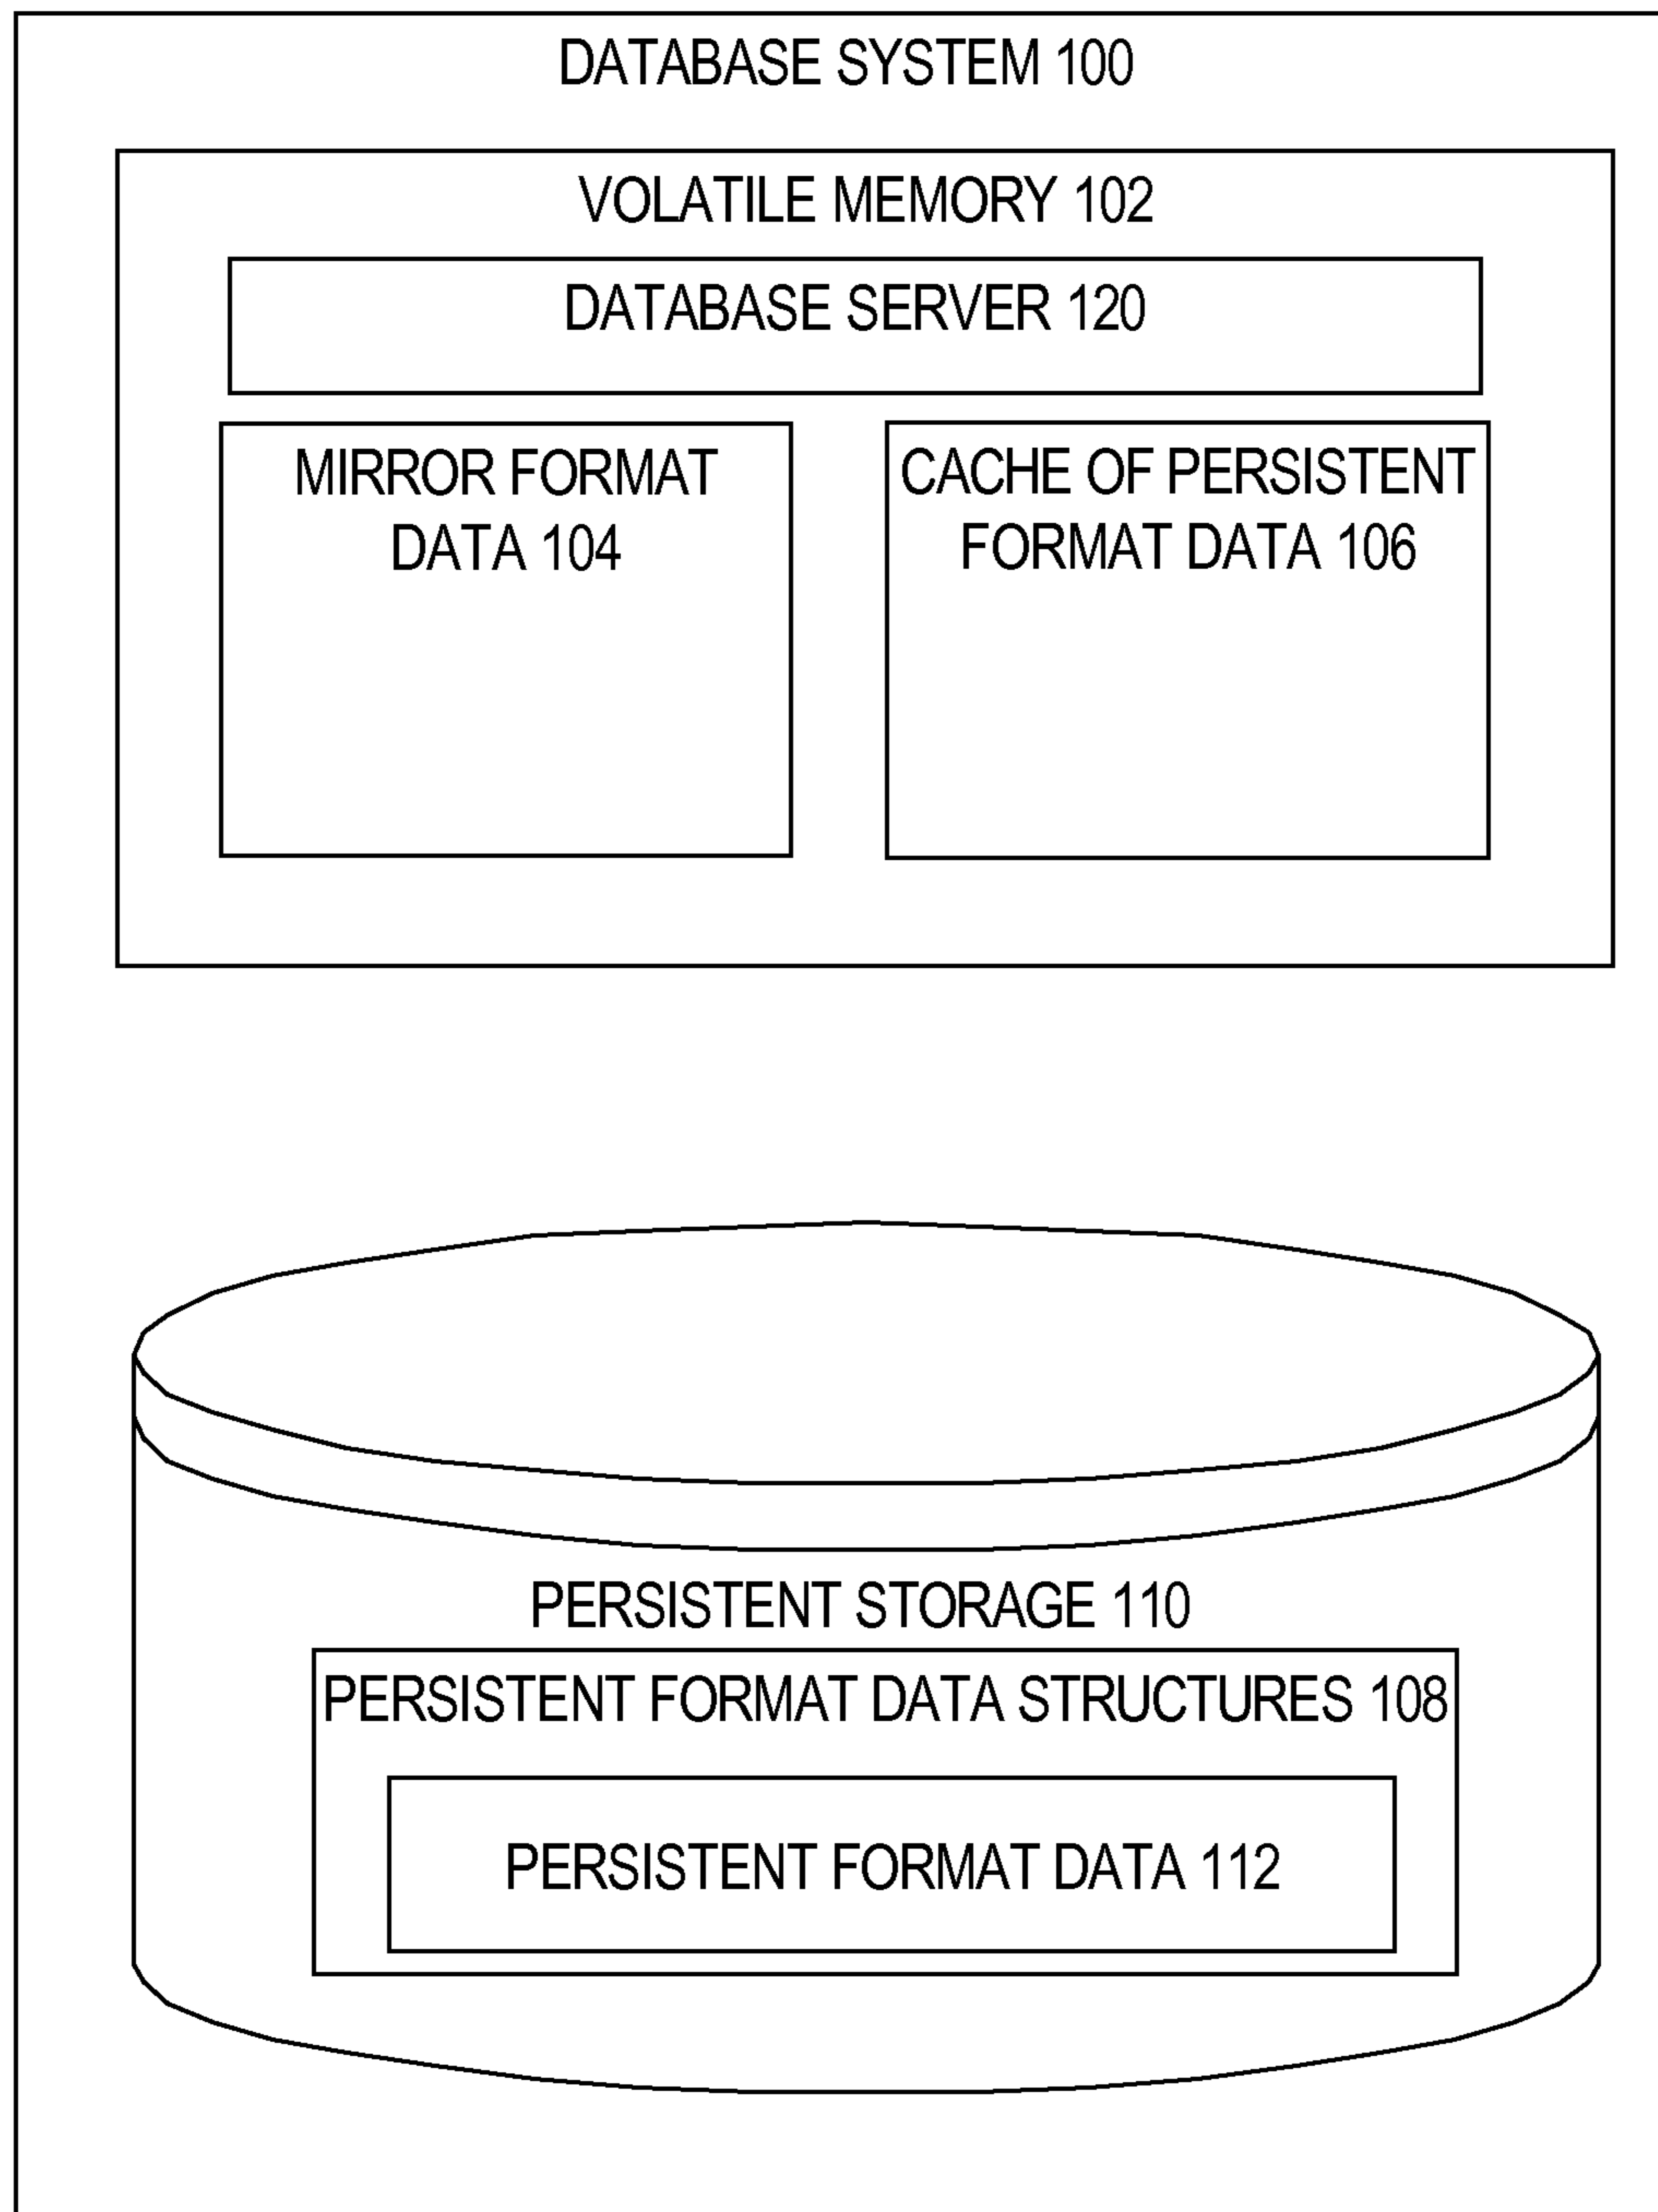 DATABASE SYSTEM 100
VOLATILE MEMORY 102
DATABASE SERVER 120
MIRROR FORMAT
DATA 104
CACHE OF PERSISTENT
FORMAT DATA 106
PERSISTENT STORAGE 110
PERSISTENT FORMAT DATA STRUCTURES 108
PERSISTENT FORMAT DATA 112